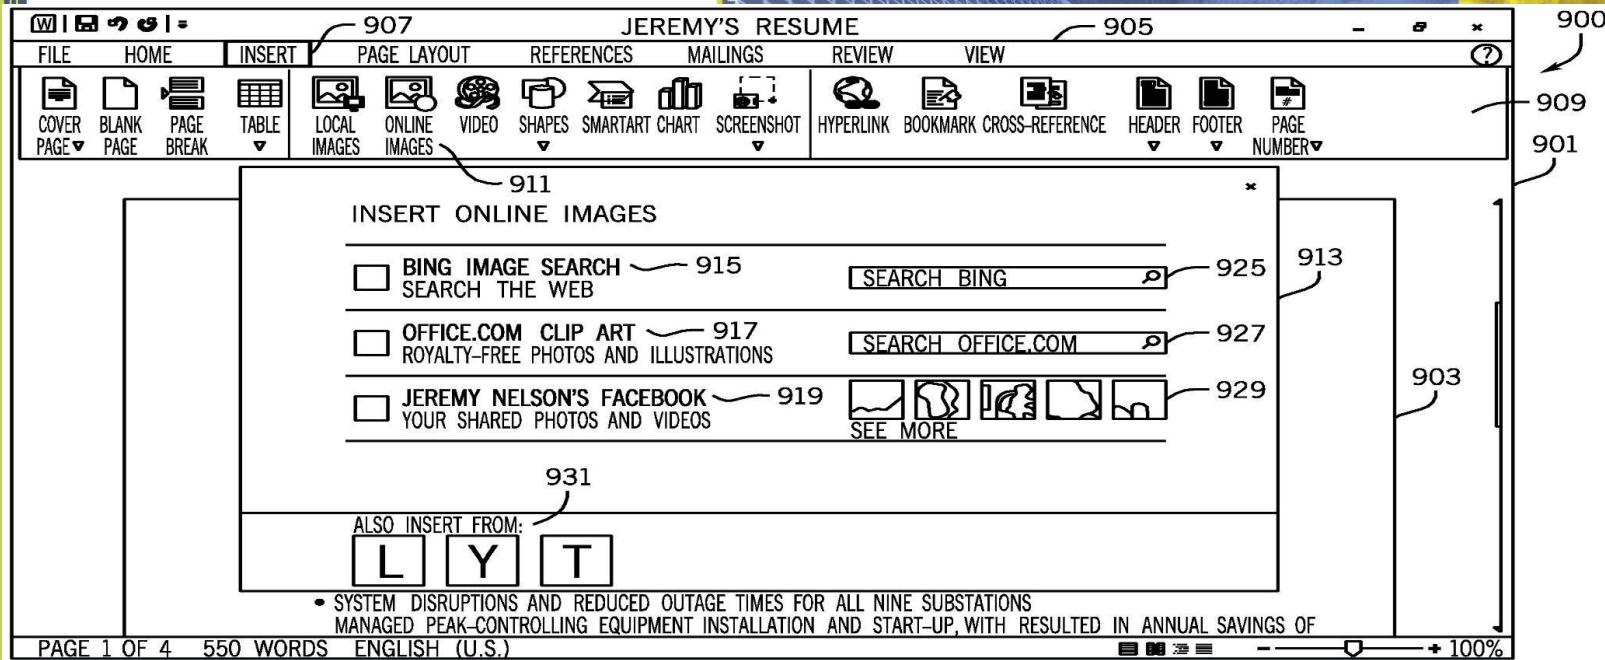 W JEREMY'S RESUME 905 900
907
FILE HOME INSERT PAGE LAYOUT REFERENCES MAILINGS REVIEW VIEW ?
COVER PAGE BLANK PAGE PAGE BREAK TABLE LOCAL IMAGES ONLINE IMAGES VIDEO SHAPES SMARTART CHART SCREENSHOT HYPERLINK BOOKMARK CROSS-REFERENCE HEADER FOOTER # PAGE NUMBER 909
901
911
INSERT ONLINE IMAGES
BING IMAGE SEARCH 915 SEARCH BING 925 913
SEARCH THE WEB
OFFICE.COM CLIP ART 917 SEARCH OFFICE.COM 927
ROYALTY-FREE PHOTOS AND ILLUSTRATIONS
JEREMY NELSON'S FACEBOOK 919 929 903
YOUR SHARED PHOTOS AND VIDEOS SEE MORE
931
ALSO INSERT FROM:
L Y T
• SYSTEM DISRUPTIONS AND REDUCED OUTAGE TIMES FOR ALL NINE SUBSTATIONS
MANAGED PEAK-CONTROLLING EQUIPMENT INSTALLATION AND START-UP, WITH RESULTED IN ANNUAL SAVINGS OF
PAGE 1 OF 4 550 WORDS ENGLISH (U.S.) - + 100%